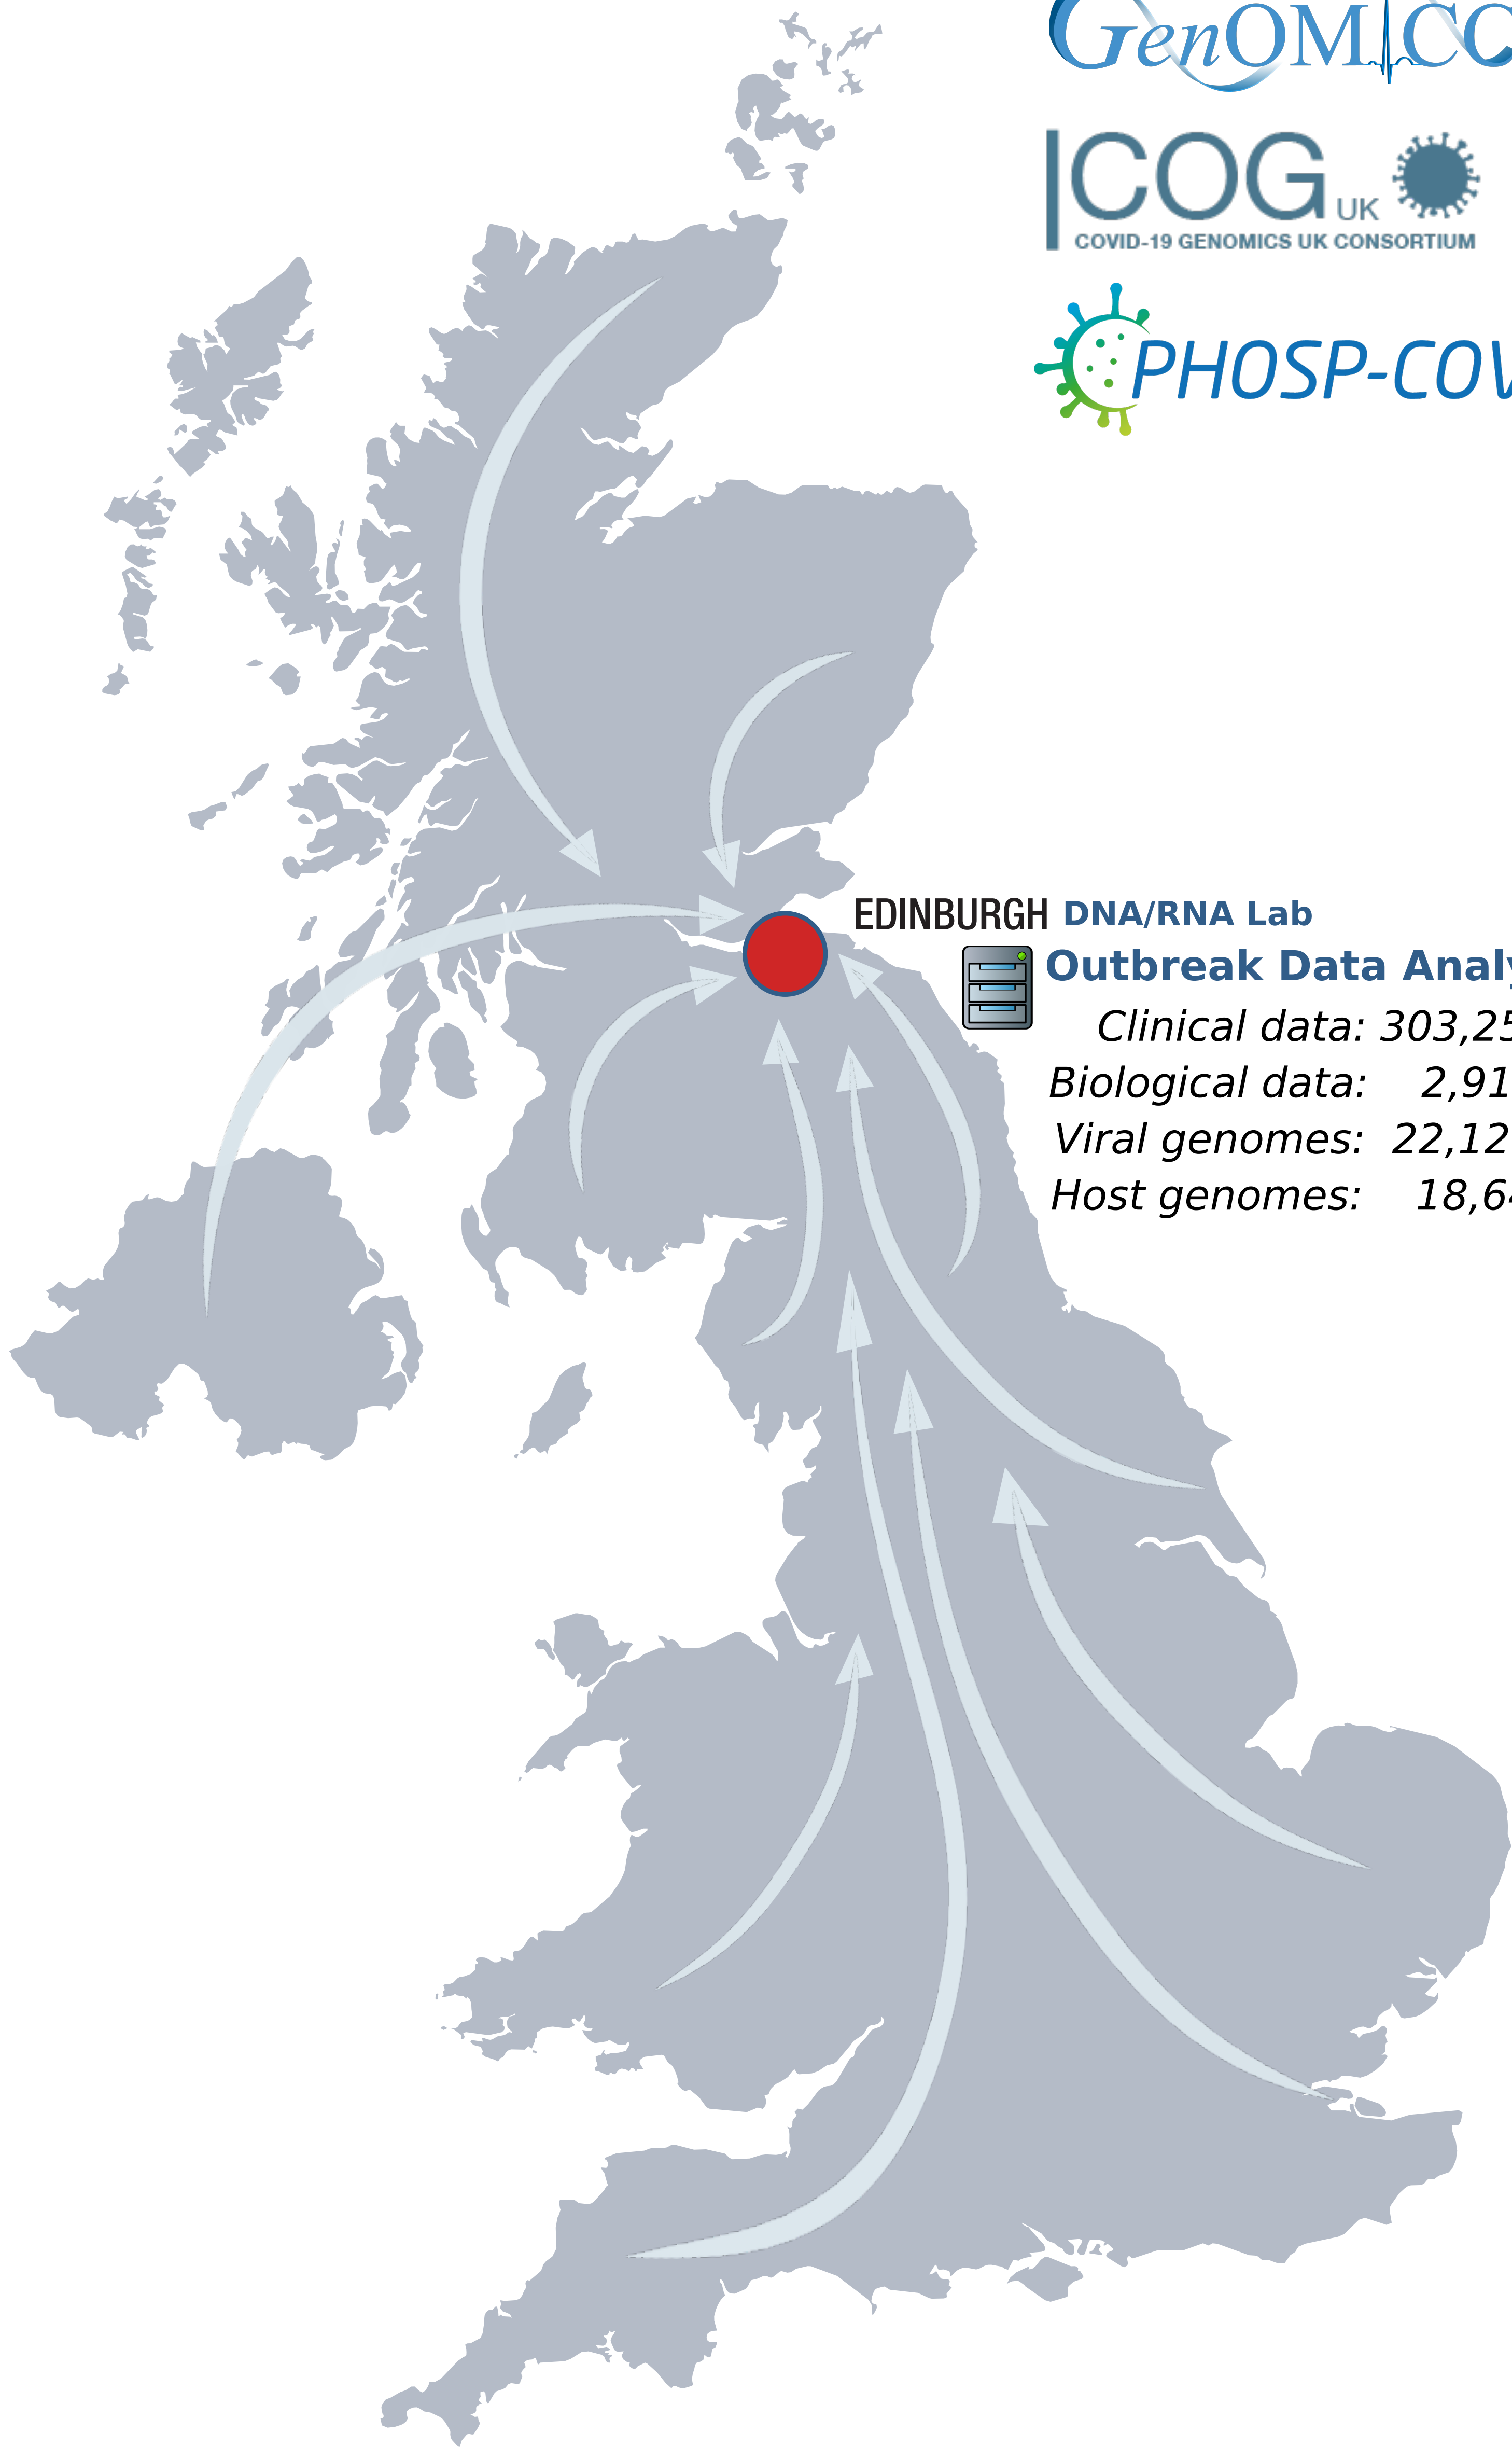 GenOMICC
COG UK
COVID-19 GENOMICS UK CONSORTIUM
PHOSP-COV
EDINBURGH DNA/RNA Lab
Outbreak Data Analy
Clinical data: 303,25
Biological data: 2,91
Viral genomes: 22,12
Host genomes: 18,64